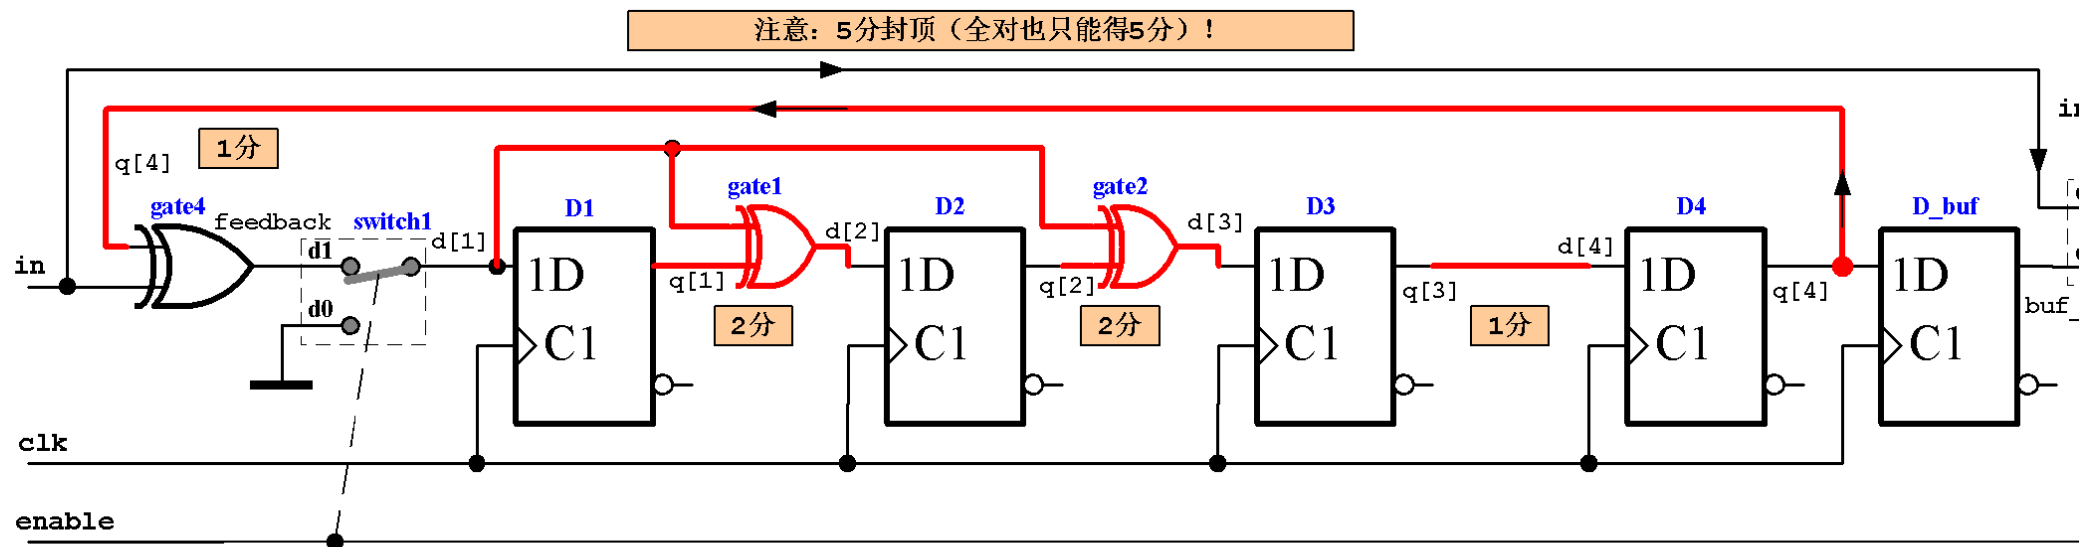 注意：5分封顶（全对也只能得5分）！
in
1分
q[4]
gate1
gate2
gate4
feedback
switch1
D1
D2
D3
D4
D_buf
d[1]
d[2]
d[3]
d[4]
d1
in
1D
1D
1D
1D
1D
q[1]
q[2]
q[3]
q[4]
buf_
d0
2分
2分
1分
C1
C1
C1
C1
C1
clk
enable